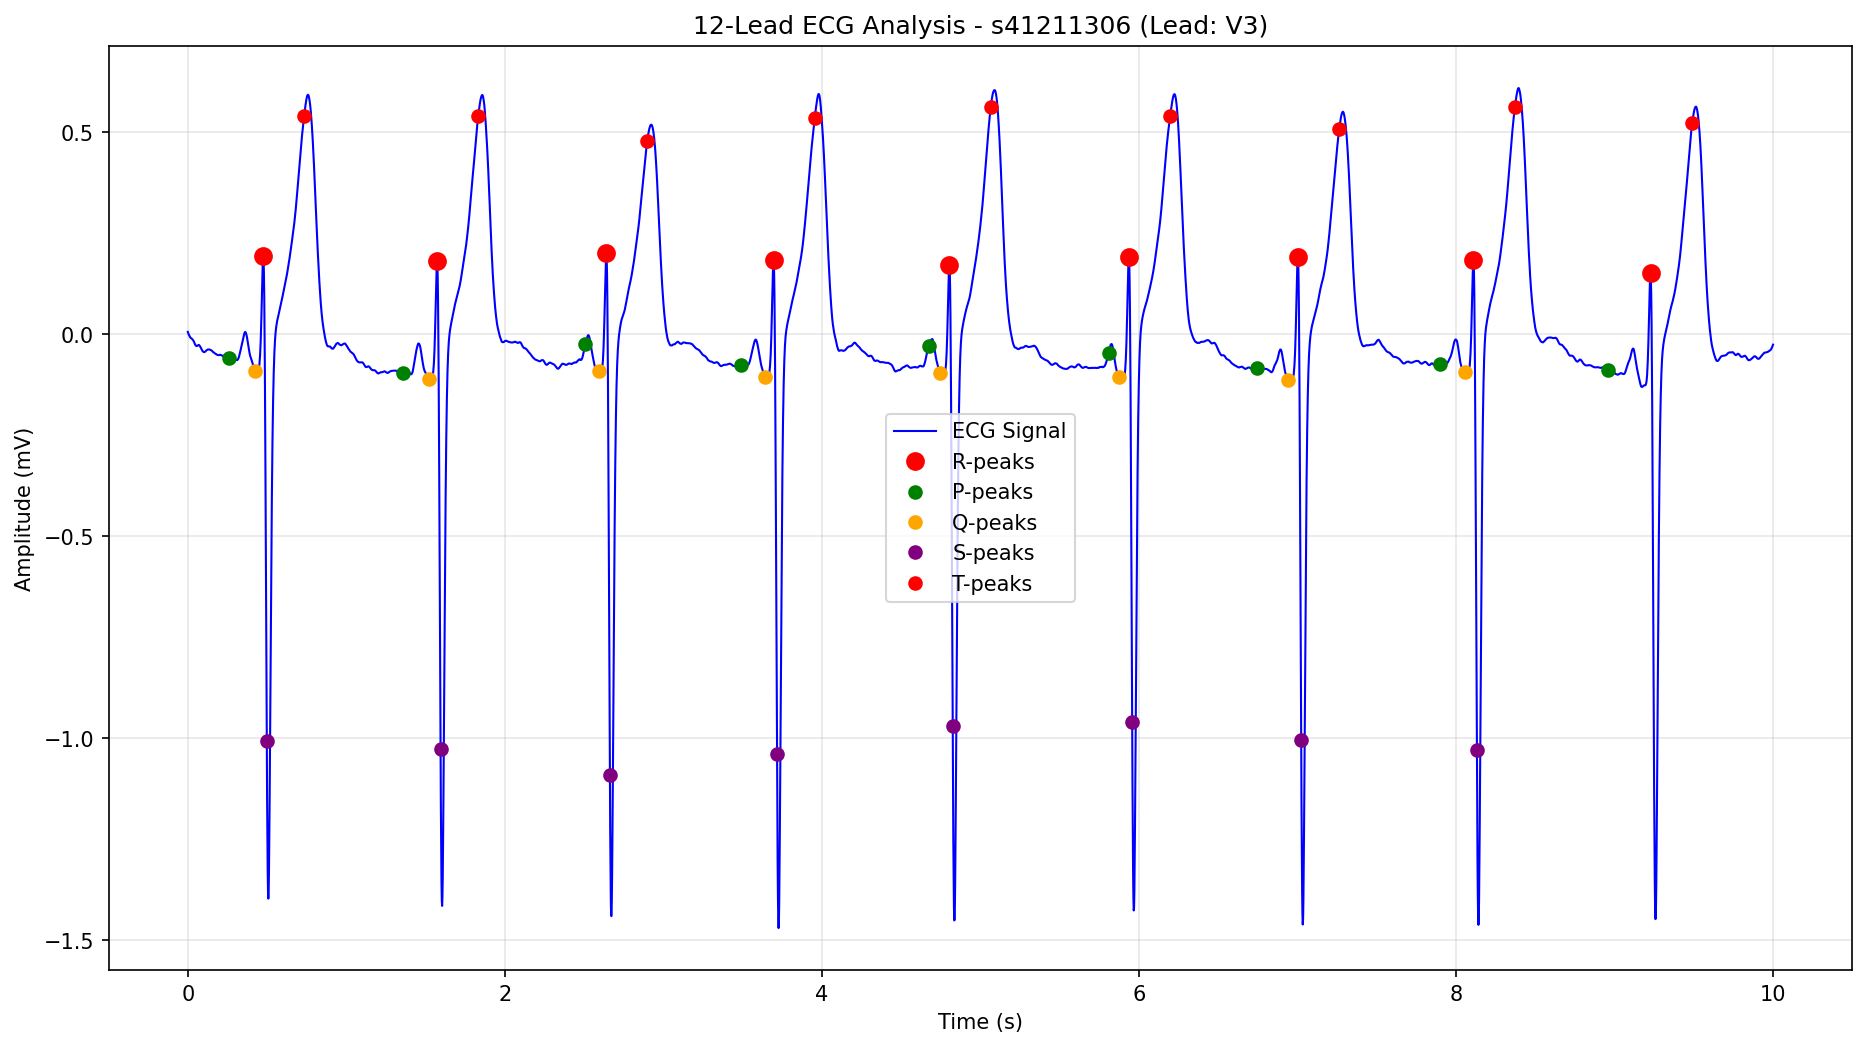 12-Lead ECG Analysis - s41211306 (Lead: V3)
Amplitude (mV)
0.5
0.0
−0.5
−1.0
−1.5
ECG Signal
R-peaks
P-peaks
Q-peaks
S-peaks
T-peaks
0 2 4 6 8 10
Time (s)